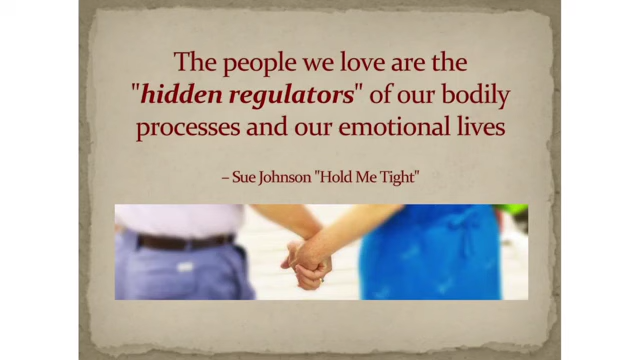 The people we love are the
"hidden regulators" of our bodily
processes and our emotional lives
– Sue Johnson "Hold Me Tight"